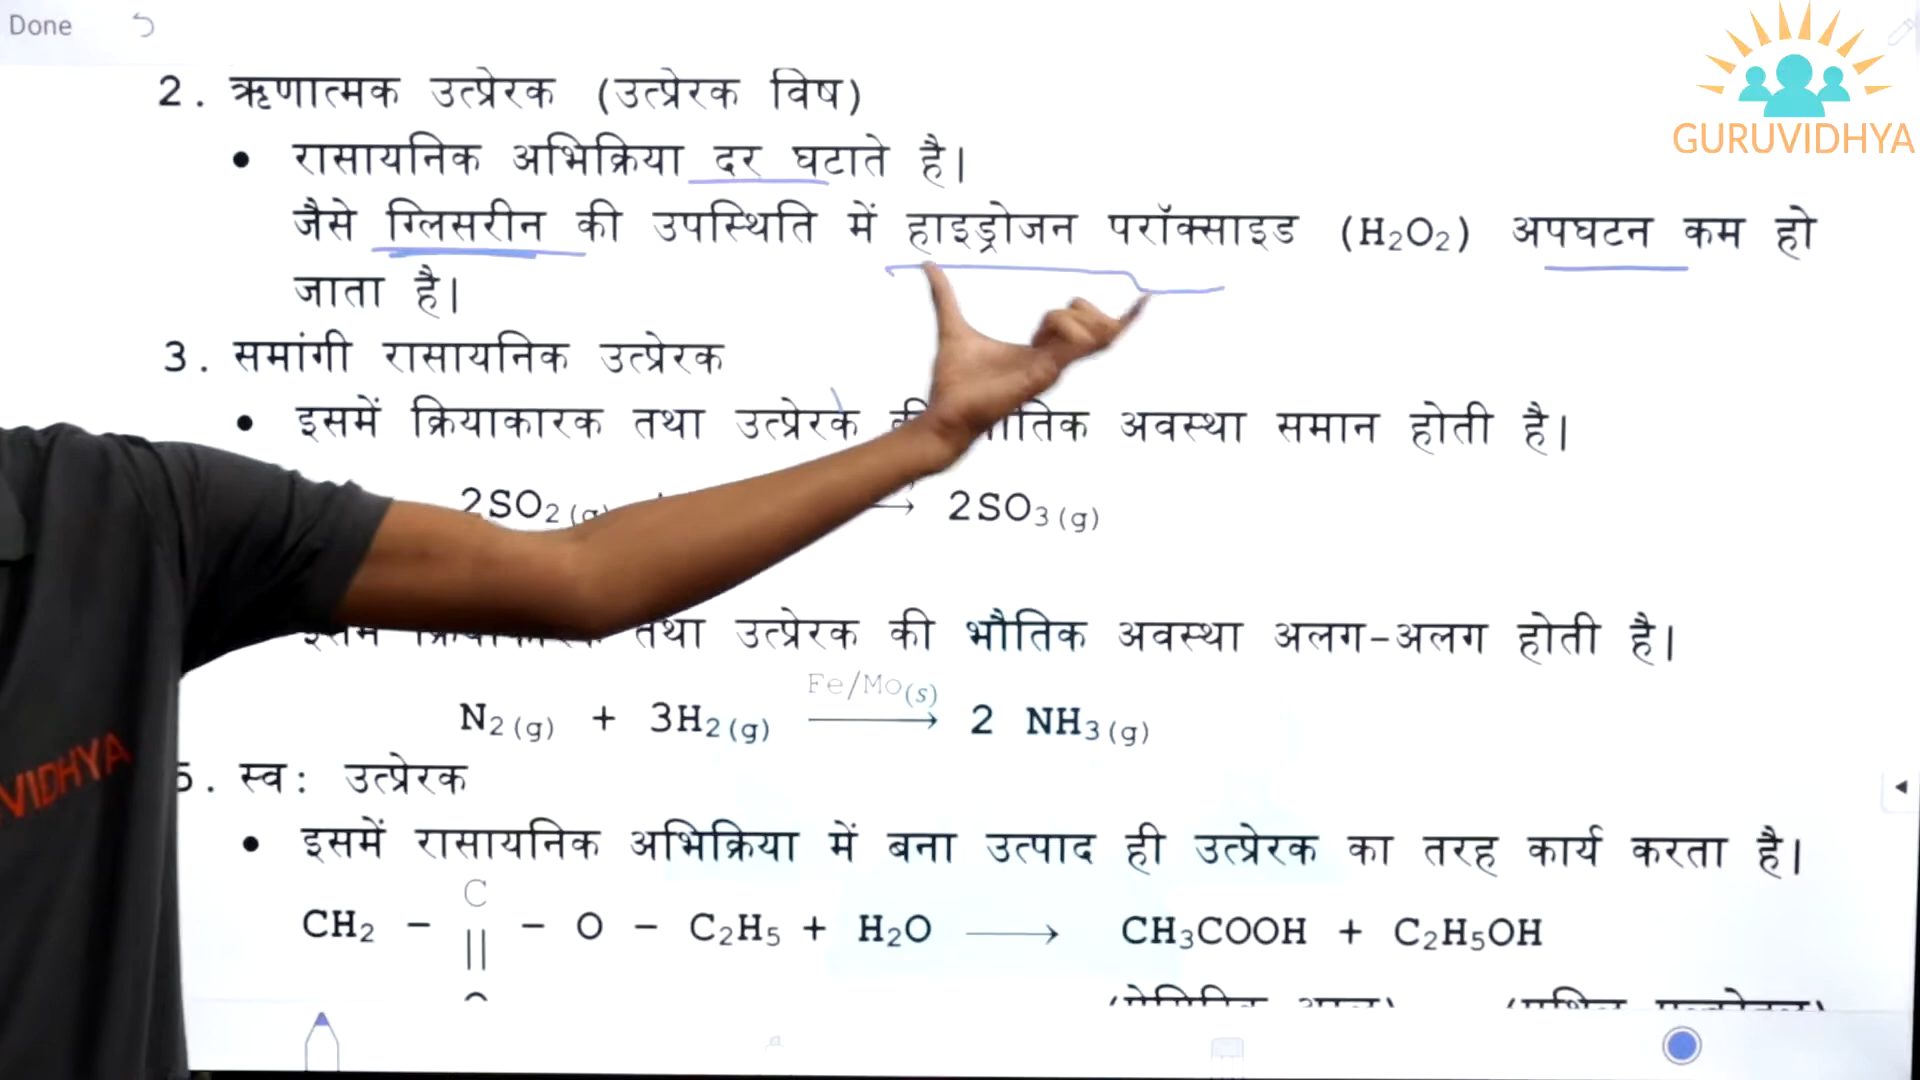 Done
GURUVIDHYA
2. ऋणात्मक उत्प्रेरक (उत्प्रेरक विष)
• रासायनिक अभिक्रिया दर घटाते है।
जैसे ग्लिसरीन की उपस्थिति में हाइड्रोजन परॉक्साइड (H₂O₂) अपघटन कम हो
जाता है।
3. समांगी रासायनिक उत्प्रेरक
• इसमें क्रियाकारक तथा उत्प्रेरक की अवस्था समान होती है।
2SO₂(g) → 2SO₃(g)
तथा उत्प्रेरक की भौतिक अवस्था अलग-अलग होती है।
Fe/Mo(s)
N₂(g) + 3H₂(g) → 2 NH₃(g)
5. स्व: उत्प्रेरक
• इसमें रासायनिक अभिक्रिया में बना उत्पाद ही उत्प्रेरक का तरह कार्य करता है।
C
CH₂ - || - O - C₂H₅ + H₂O → CH₃COOH + C₂H₅OH
VIDHYA